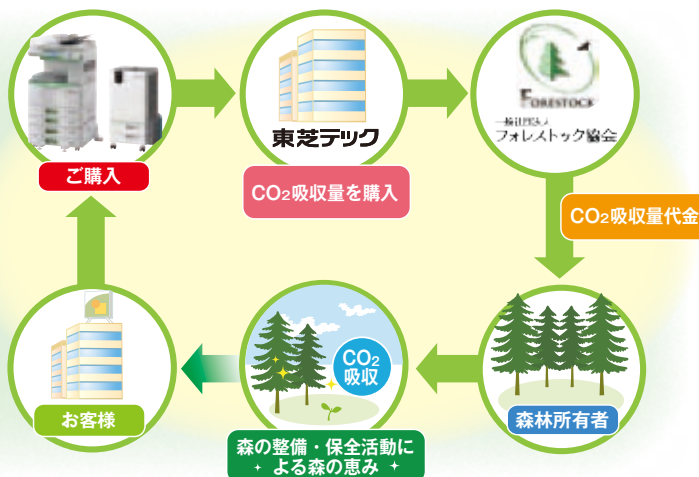 FORESTOCK
一般社団法人
フォレストック協会
東芝テック
ご購入
CO₂吸収量を購入
CO₂吸収量代金
CO₂
吸収
お客様
森林所有者
森の整備・保全活動に
よる森の恵み